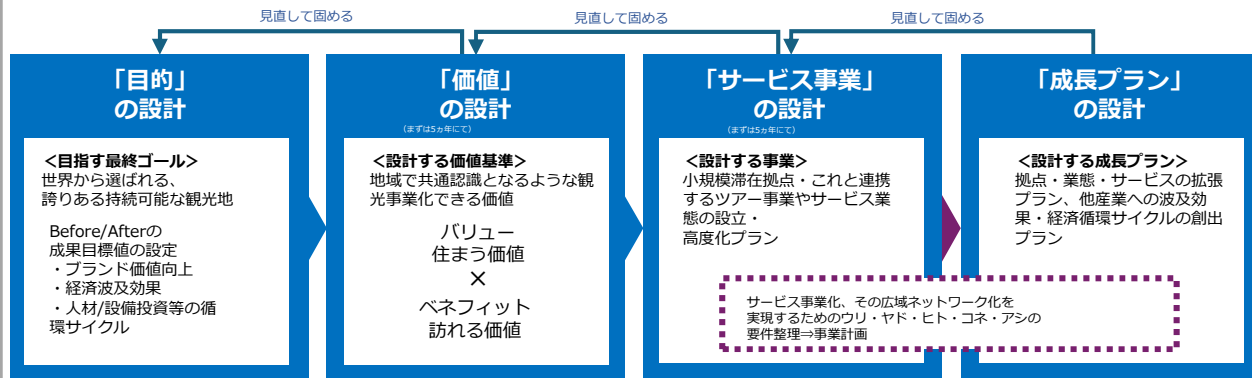 見直して固める
見直して固める
見直して固める
「目的」
の設計
<目指す最終ゴール>
世界から選ばれる、
誇りある持続可能な観光地
Before/Afterの
成果目標値の設定
・ブランド価値向上
・経済波及効果
・人材/設備投資等の循
環サイクル
「価値」
の設計
(まずは5ヵ年にて)
<設計する価値基準>
地域で共通認識となるような観
光事業化できる価値
バリュー
住まう価値
×
ベネフィット
訪れる価値
「サービス事業」
の設計
(まずは5ヵ年にて)
<設計する事業>
小規模滞在拠点・これと連携
するツアー事業やサービス業
態の設立・
高度化プラン
「成長プラン」
の設計
<設計する成長プラン>
拠点・業態・サービスの拡張
プラン、他産業への波及効
果・経済循環サイクルの創出
プラン
サービス事業化、その広域ネットワーク化を
実現するためのウリ・ヤド・ヒト・コネ・アシの
要件整理⇒事業計画